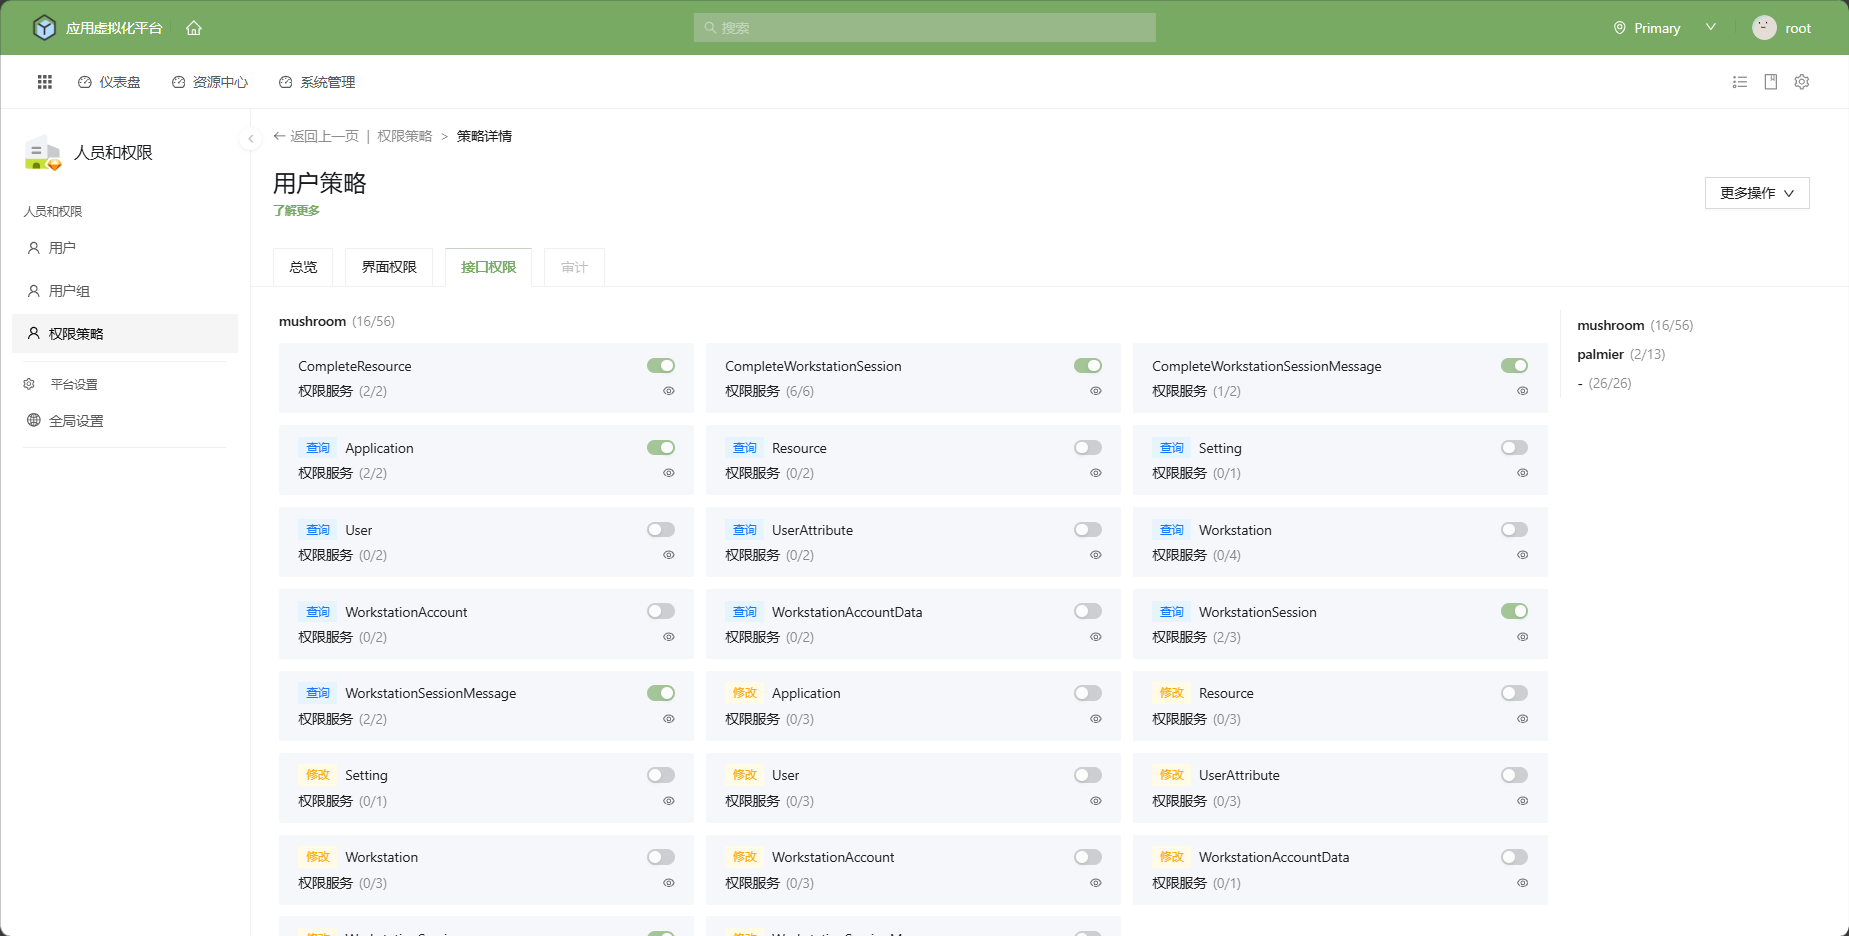 应用虚拟化平台
搜索
Primary
root
仪表盘
资源中心
系统管理
人员和权限
人员和权限
用户
用户组
权限策略
平台设置
全局设置
返回上一页 | 权限策略 > 策略详情
用户策略
了解更多
更多操作
总览
界面权限
接口权限
审计
mushroom (16/56)
CompleteResource
权限服务 (2/2)
CompleteWorkstationSession
权限服务 (6/6)
CompleteWorkstationSessionMessage
权限服务 (1/2)
查询 Application
权限服务 (2/2)
查询 Resource
权限服务 (0/2)
查询 Setting
权限服务 (0/1)
查询 User
权限服务 (0/2)
查询 UserAttribute
权限服务 (0/2)
查询 Workstation
权限服务 (0/4)
查询 WorkstationAccount
权限服务 (0/2)
查询 WorkstationAccountData
权限服务 (0/2)
查询 WorkstationSession
权限服务 (2/3)
查询 WorkstationSessionMessage
权限服务 (2/2)
修改 Application
权限服务 (0/3)
修改 Resource
权限服务 (0/3)
修改 Setting
权限服务 (0/1)
修改 User
权限服务 (0/3)
修改 UserAttribute
权限服务 (0/3)
修改 Workstation
权限服务 (0/3)
修改 WorkstationAccount
权限服务 (0/3)
修改 WorkstationAccountData
权限服务 (0/1)
mushroom (16/56)
palmier (2/13)
- (26/26)